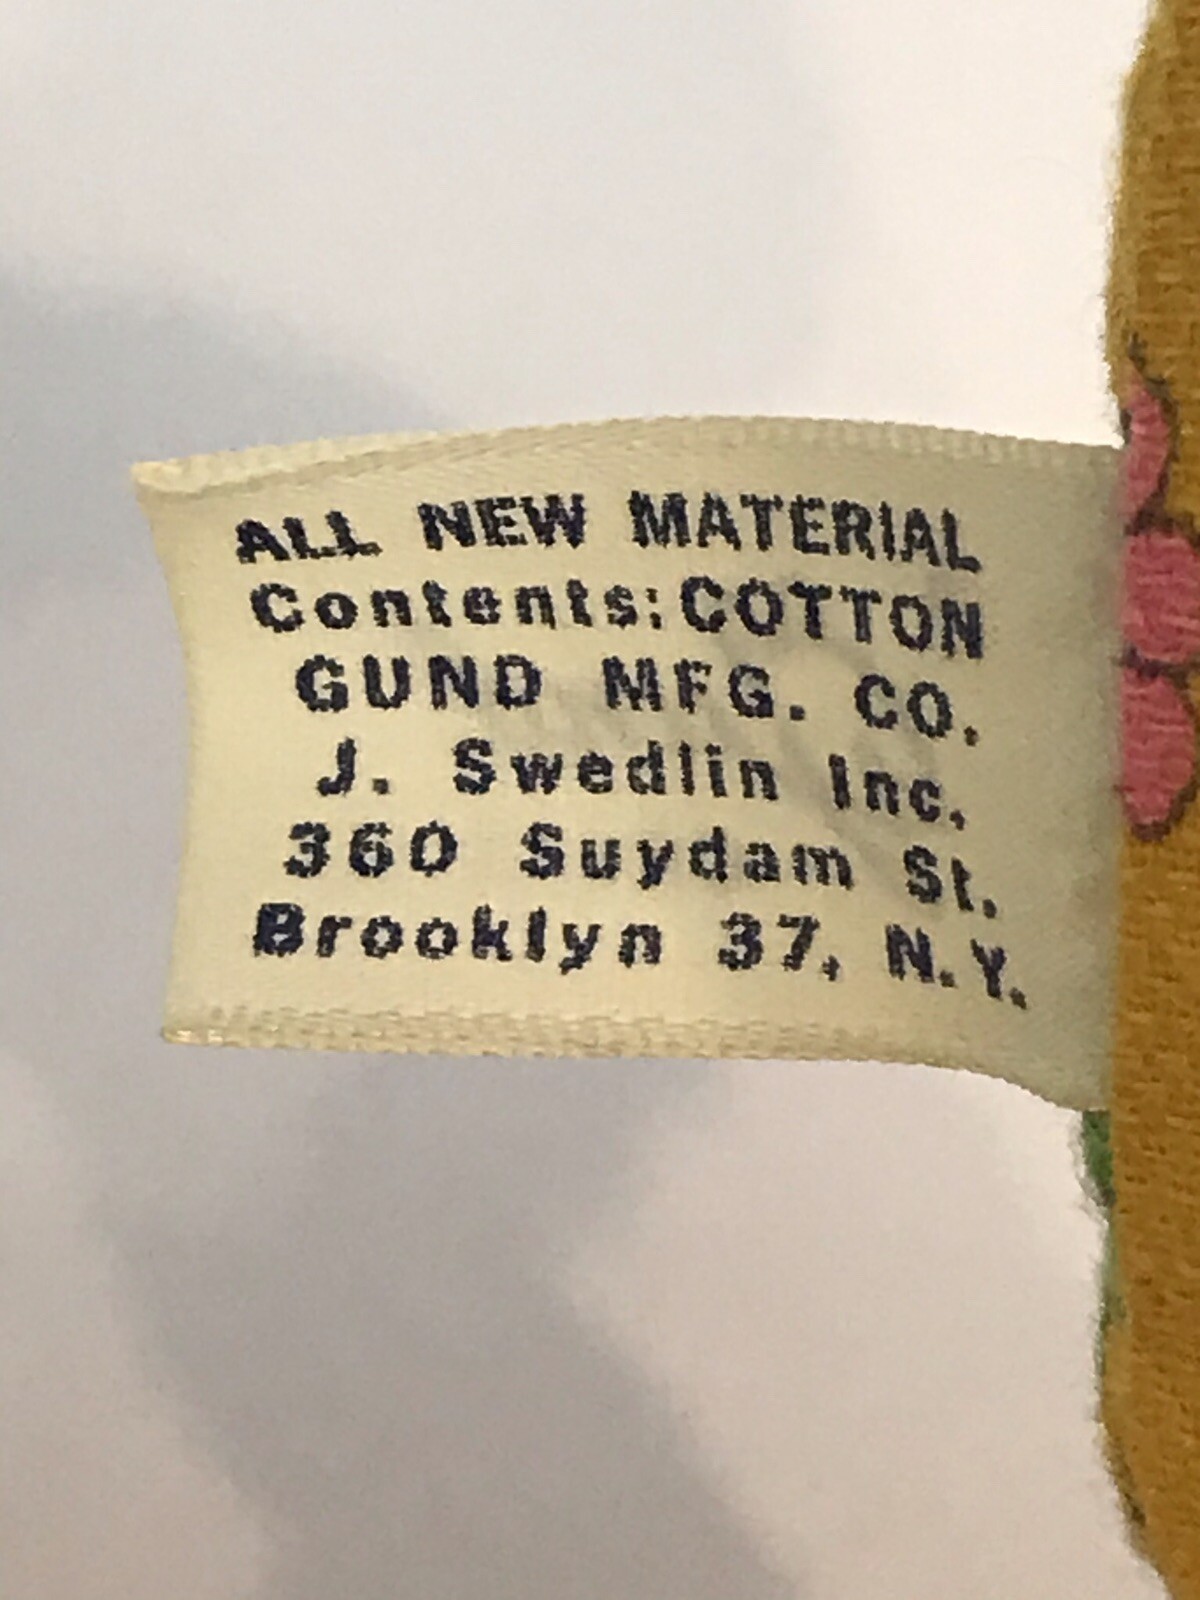 ALL NEW MATERIAL
Contents: COTTON
GUND MFG. CO.
J. Swedlin Inc.
360 Suydam St.
Brooklyn 37, N.Y.